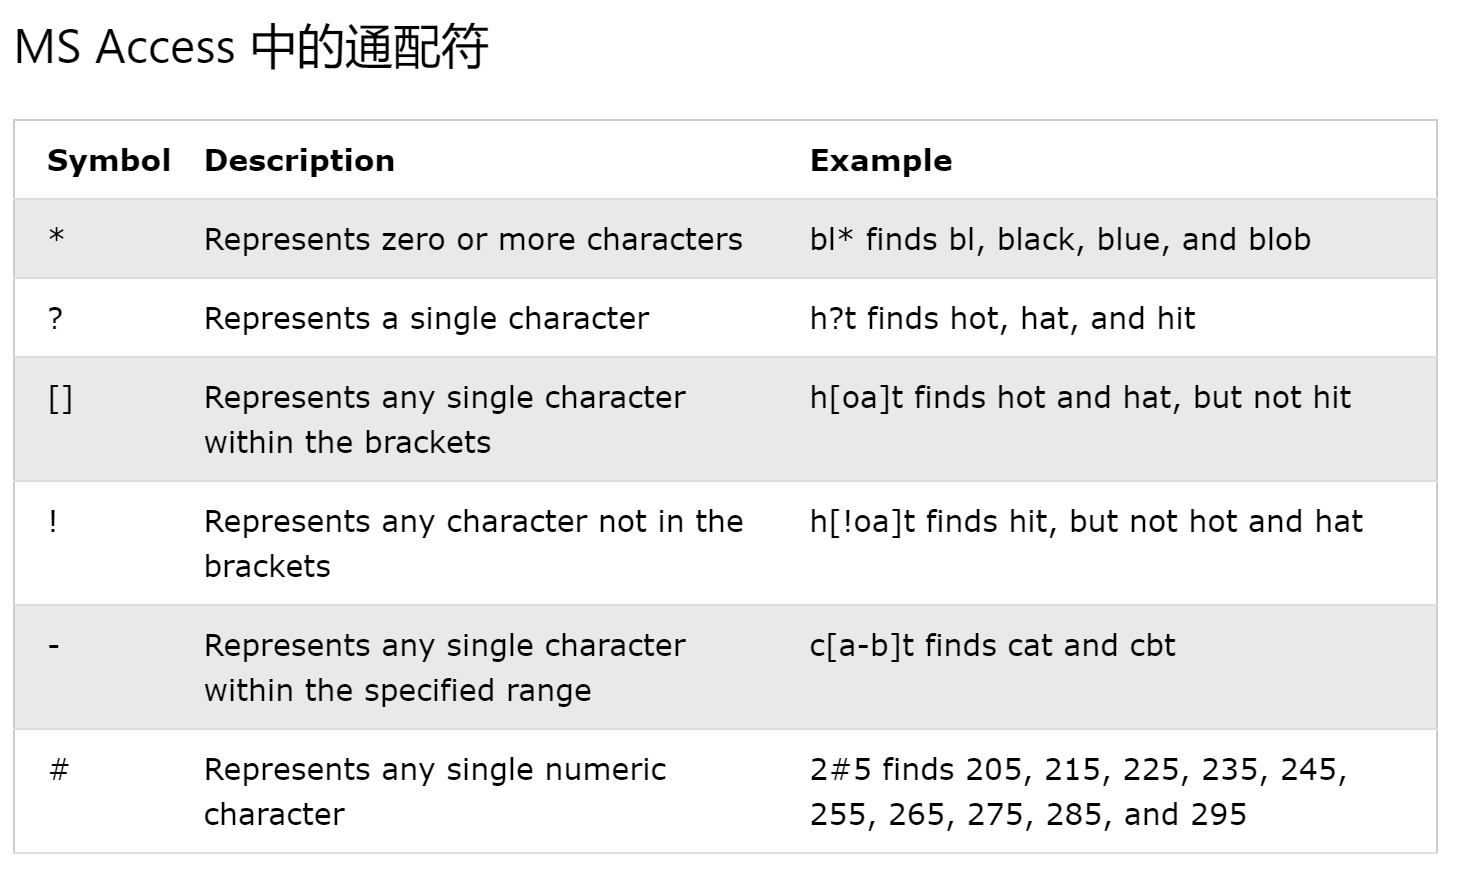 MS Access 中的通配符
Symbol Description Example
* Represents zero or more characters bl* finds bl, black, blue, and blob
? Represents a single character h?t finds hot, hat, and hit
[] Represents any single character h[oa]t finds hot and hat, but not hit
within the brackets
! Represents any character not in the h[!oa]t finds hit, but not hot and hat
brackets
- Represents any single character c[a-b]t finds cat and cbt
within the specified range
# Represents any single numeric 2#5 finds 205, 215, 225, 235, 245,
character 255, 265, 275, 285, and 295